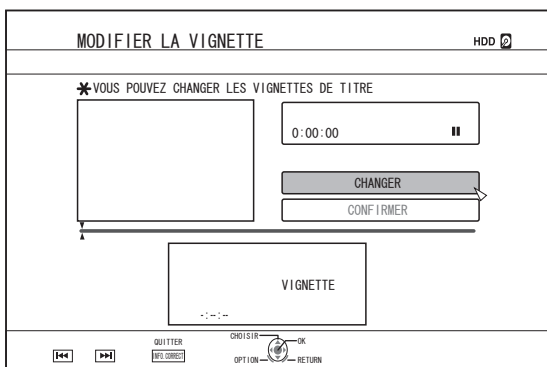 MODIFIER LA VIGNETTE
HDD
VOUS POUVEZ CHANGER LES VIGNETTES DE TITRE
0:00:00
CHANGER
CONFIRMER
VIGNETTE
-:--:--
QUITTER
INFO. CORRECT
CHOISIR
OK
OPTION
RETURN